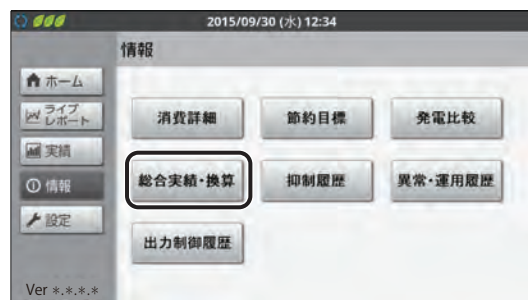 2015/09/30 (水) 12:34
情報
ホーム
ライブ
レポート
実績
情報
設定
消費詳細 節約目標 発電比較
総合実績・換算 抑制履歴 異常・運用履歴
出力制御履歴
Ver *.*.*.*